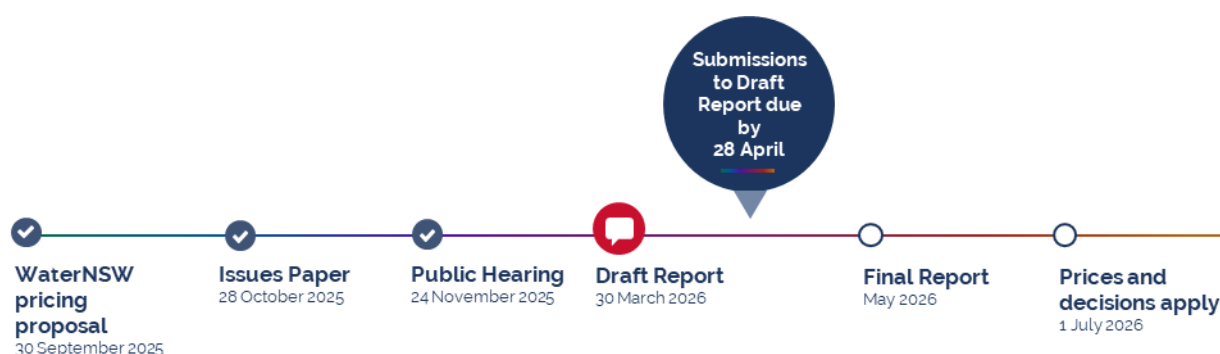 Submissions
to Draft
Report due
by
28 April
WaterNSW
pricing
proposal
30 September 2025
Issues Paper
28 October 2025
Public Hearing
24 November 2025
Draft Report
30 March 2026
Final Report
May 2026
Prices and
decisions apply
1 July 2026